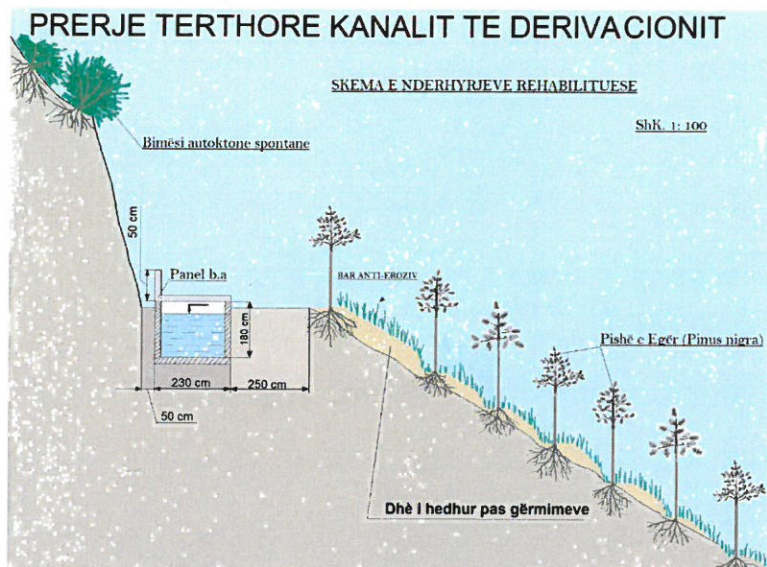 PRERJE TERTHORE KANALIT TE DERIVACIONIT
SKEMA E NDERHYRJEVE REHABILITUESE
ShK. 1: 100
Bimësi autoktone spontane
50 cm
Panel b.a
BAR ANTI-EROZIV
180 cm
Pishë e Egër (Pinus nigra)
230 cm
250 cm
50 cm
Dhè i hedhur pas gërmimeve